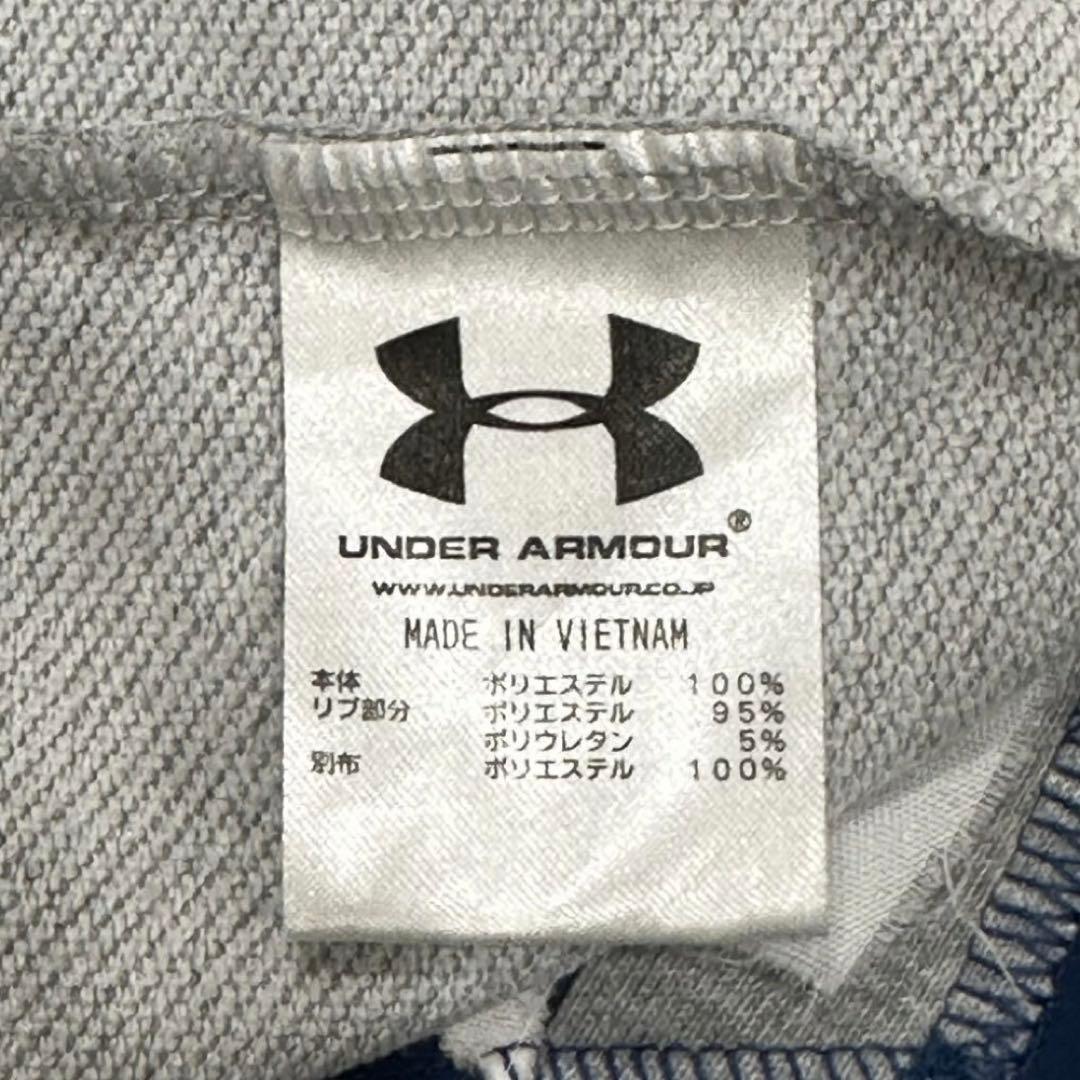 UNDER ARMOUR®
WWW.UNDERARMOUR.CO.JP
MADE IN VIETNAM
本体 ポリエステル 100%
リブ部分 ポリエステル 95%
ポリウレタン 5%
別布 ポリエステル 100%